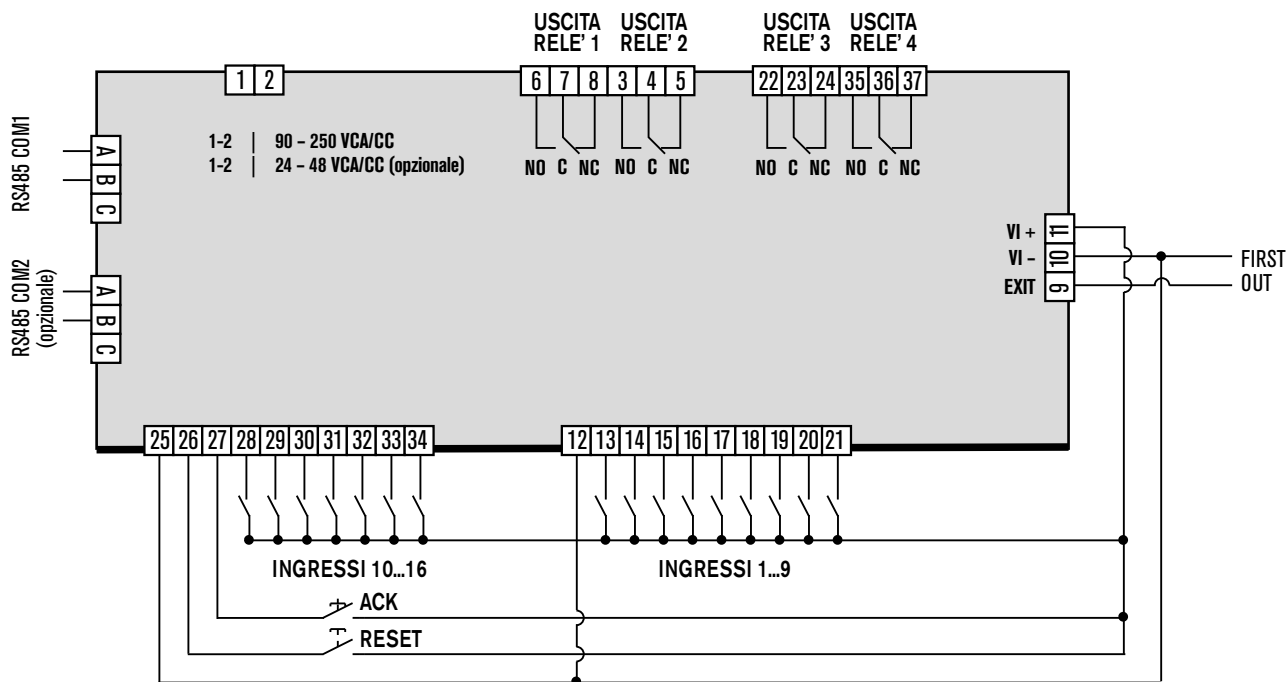 USCITA RELE' 1
USCITA RELE' 2
USCITA RELE' 3
USCITA RELE' 4
1 2
6 7 8 3 4 5
22 23 24 35 36 37
1-2 | 90 – 250 VCA/CC
1-2 | 24 – 48 VCA/CC (opzionale)
NO C NC NO C NC
NO C NC NO C NC
RS485 COM1
A
B
C
RS485 COM2
(opzionale)
A
B
C
VI + 11
VI – 10
EXIT 9
FIRST
OUT
25 26 27 28 29 30 31 32 33 34
12 13 14 15 16 17 18 19 20 21
INGRESSI 10...16
INGRESSI 1...9
ACK
RESET